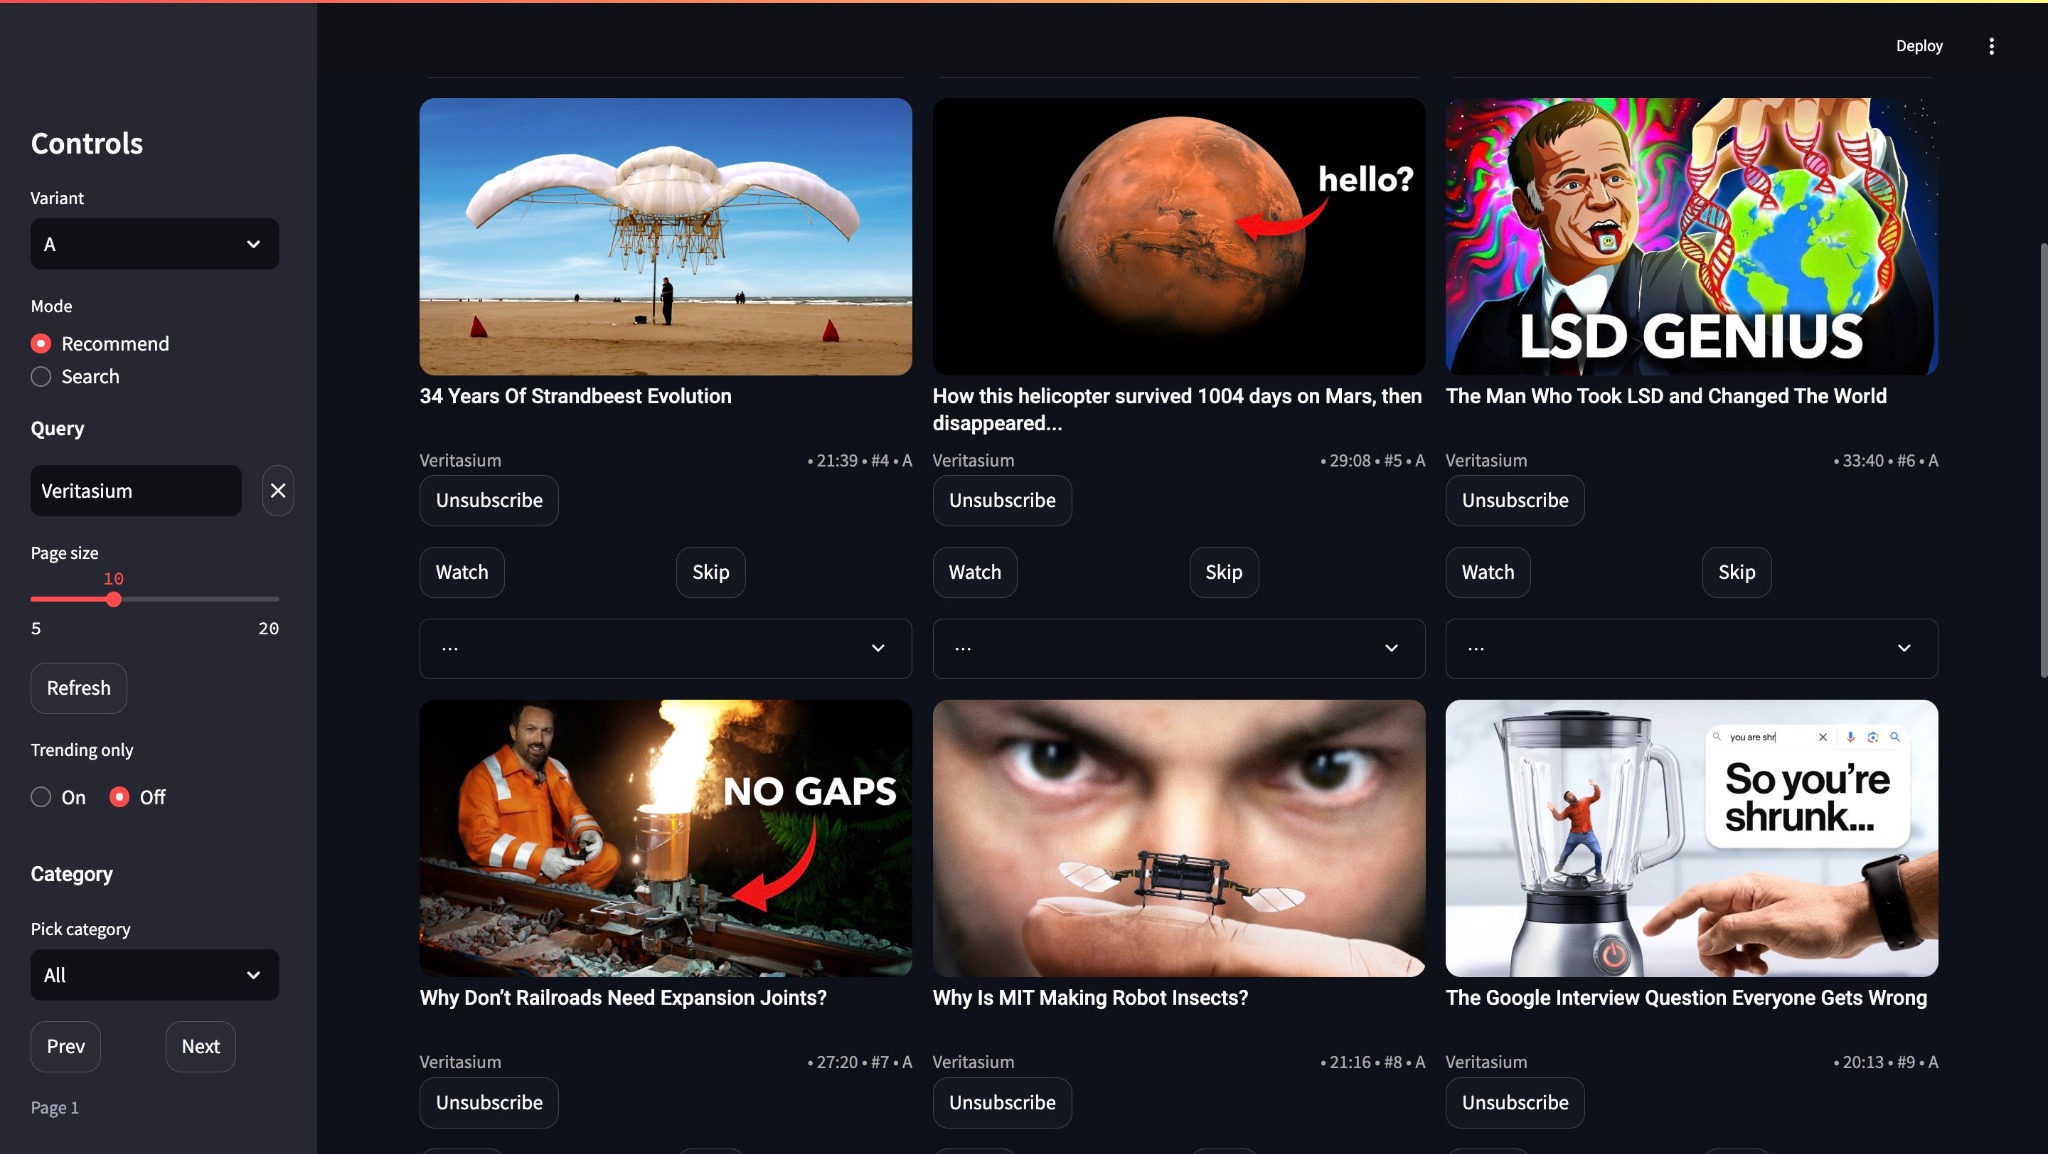 Deploy
Controls
Variant
A
Mode
Recommend
Search
Query
Veritasium
Page size
10
5
20
Refresh
Trending only
On
Off
Category
Pick category
All
Prev
Next
Page 1
hello?
LSD GENIUS
34 Years Of Strandbeest Evolution
How this helicopter survived 1004 days on Mars, then
disappeared...
The Man Who Took LSD and Changed The World
Veritasium
• 21:39 • #4 • A
Veritasium
• 29:08 • #5 • A
Veritasium
• 33:40 • #6 • A
Unsubscribe
Unsubscribe
Unsubscribe
Watch
Skip
Watch
Skip
Watch
Skip
...
...
...
NO GAPS
you are shr
So you're
shrunk...
Why Don’t Railroads Need Expansion Joints?
Why Is MIT Making Robot Insects?
The Google Interview Question Everyone Gets Wrong
Veritasium
• 27:20 • #7 • A
Veritasium
• 21:16 • #8 • A
Veritasium
• 20:13 • #9 • A
Unsubscribe
Unsubscribe
Unsubscribe